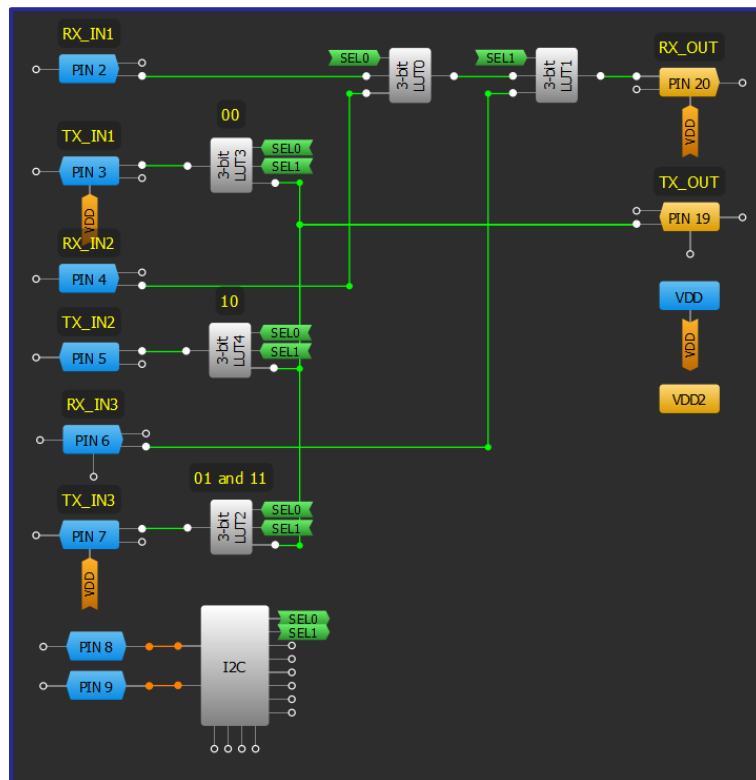 RX_IN1
PIN 2
SEL0
3-bit
LUT0
SEL1
3-bit
LUT1
RX_OUT
PIN 20
VDD
TX_IN1
PIN 3
VDD
00
3-bit
LUT3
SEL0
SEL1
TX_OUT
PIN 19
RX_IN2
PIN 4
TX_IN2
PIN 5
10
3-bit
LUT4
SEL0
SEL1
VDD
VDD
VDD2
RX_IN3
PIN 6
TX_IN3
PIN 7
VDD
01 and 11
3-bit
LUT2
SEL0
SEL1
PIN 8
PIN 9
I2C
SEL0
SEL1